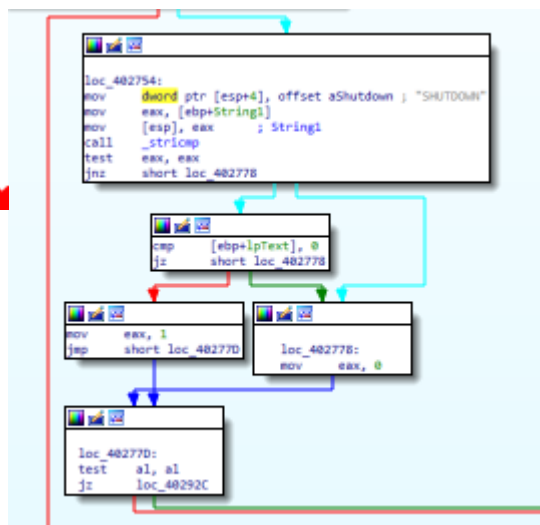 loc_402754:
mov dword ptr [esp+4], offset aShutdown ; "SHUTDOWN"
mov eax, [ebp+String1]
mov [esp], eax ; String1
call _stricmp
test eax, eax
jnz short loc_402778
cmp [ebp+lpText], 0
jz short loc_402778
mov eax, 1
jmp short loc_40277D
loc_402778:
mov eax, 0
loc_40277D:
test al, al
jz loc_40292C